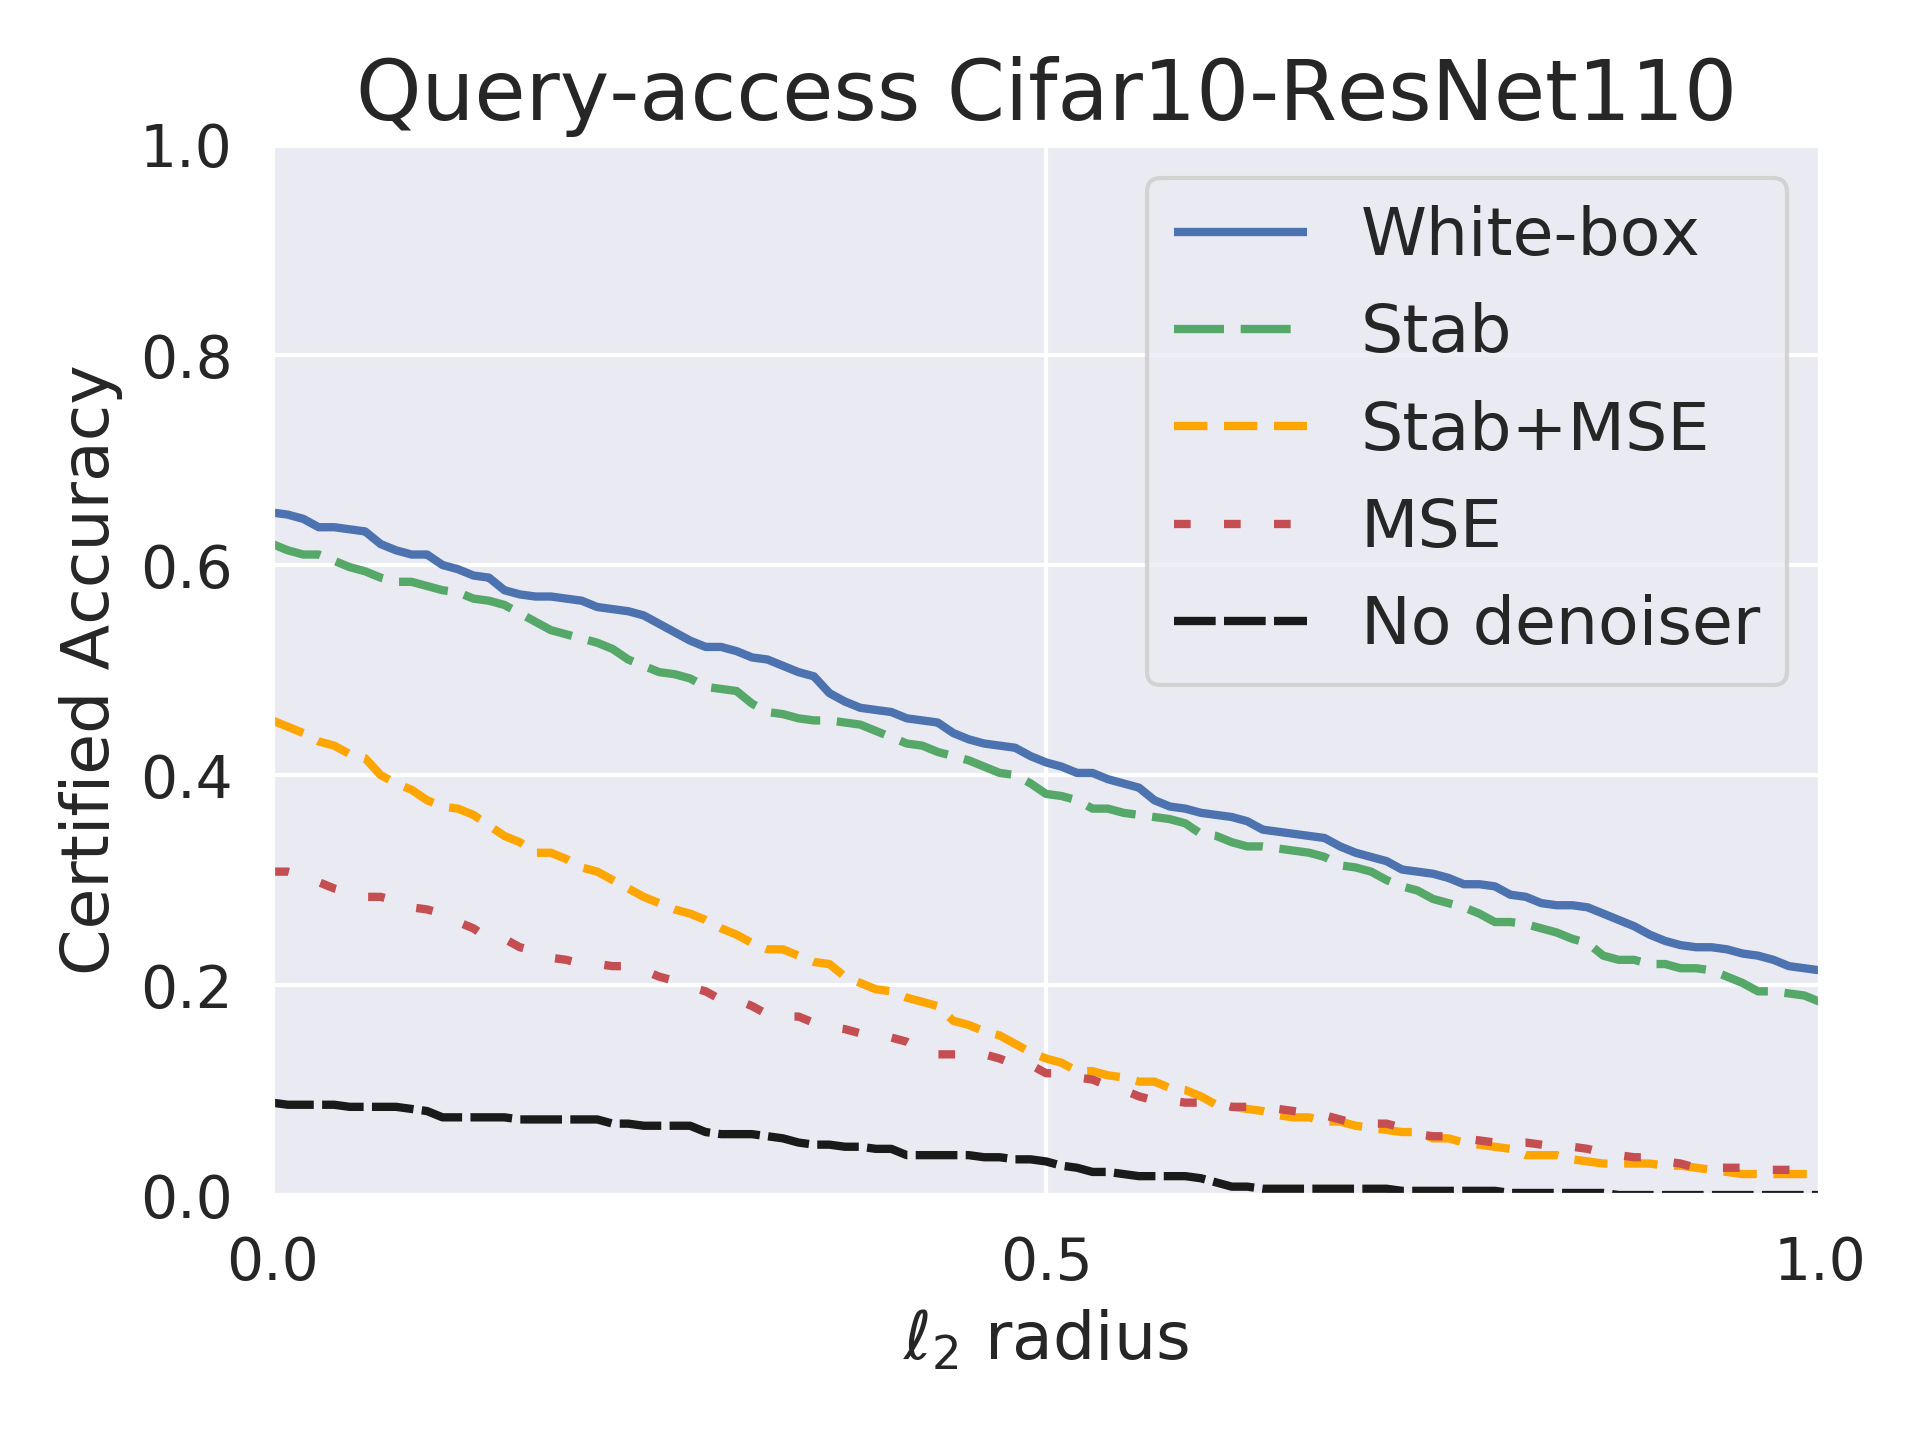 Query-access Cifar10-ResNet110
Certified Accuracy
1.0
0.8
0.6
0.4
0.2
0.0
White-box
Stab
Stab+MSE
MSE
No denoiser
0.0 0.5 1.0
ℓ₂ radius